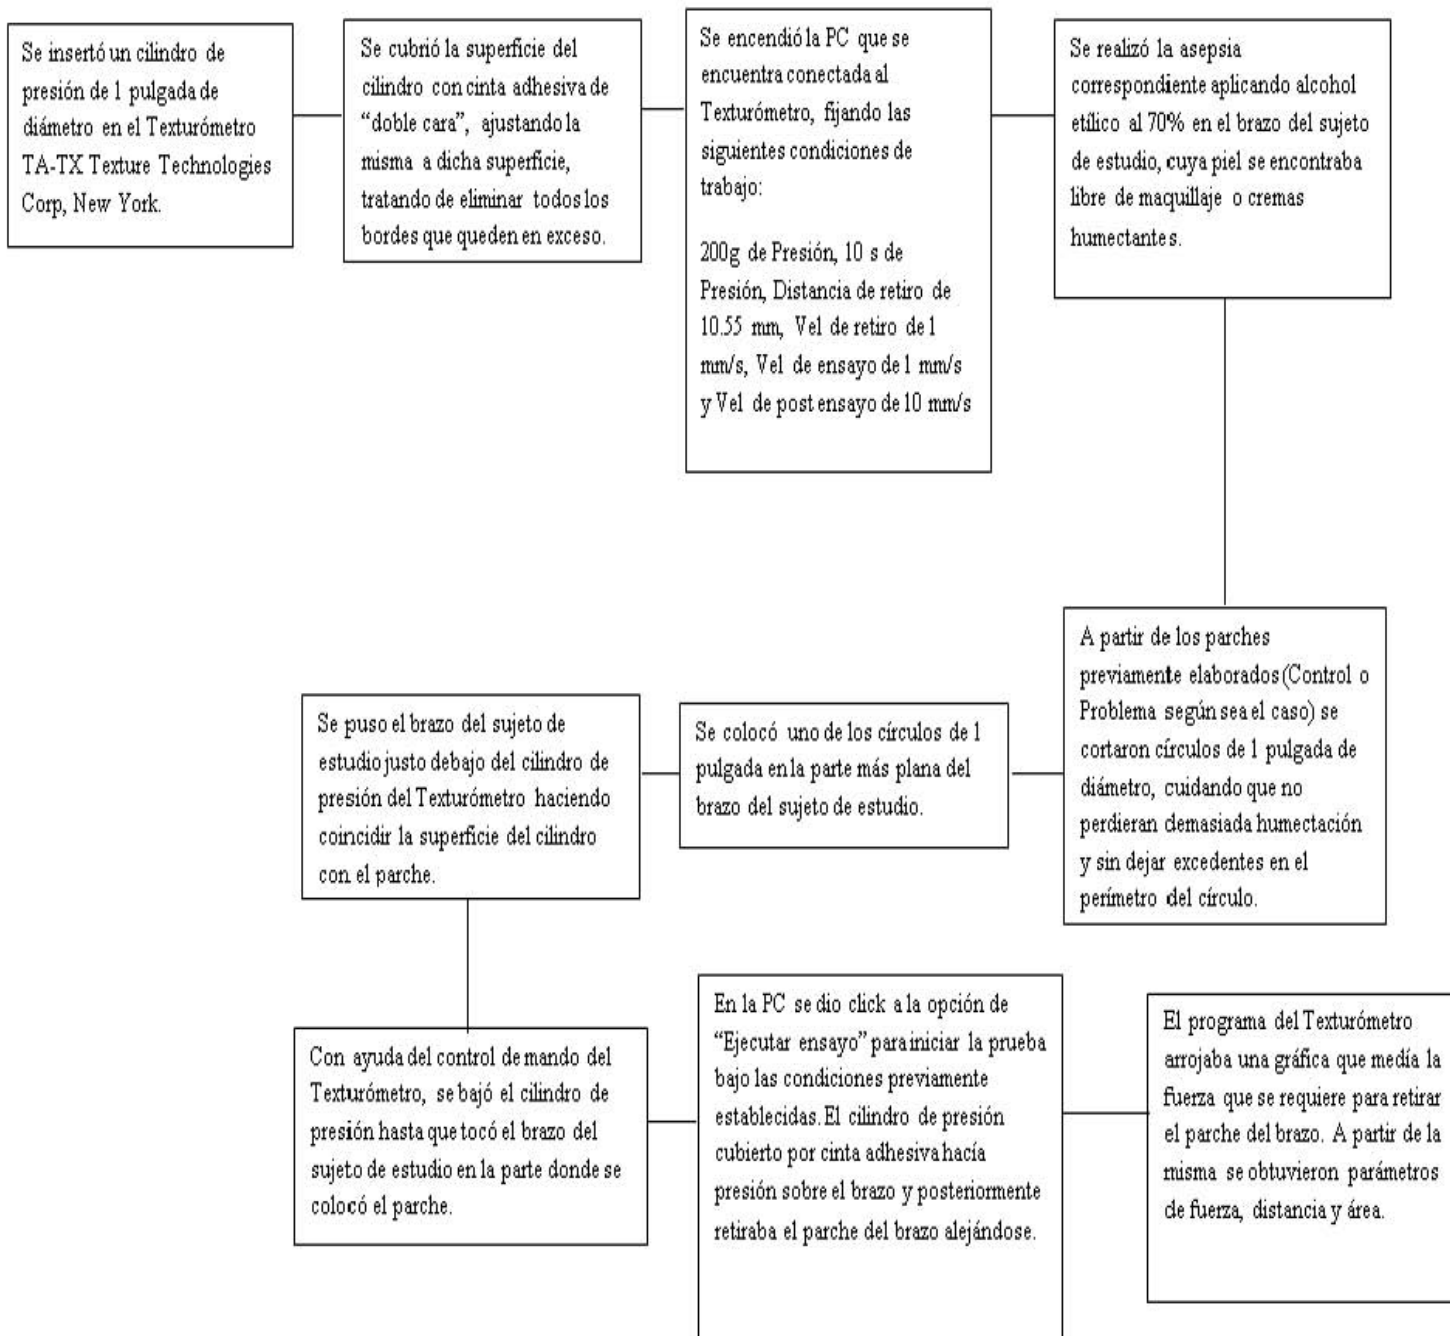 Se insertó un cilindro de
presión de 1 pulgada de
diámetro en el Texturómetro
TA-TX Texture Technologies
Corp, New York.
Se cubrió la superficie del
cilindro con cinta adhesiva de
“doble cara”, ajustando la
misma a dicha superficie,
tratando de eliminar todos los
bordes que queden en exceso.
Se encendió la PC que se
encuentra conectada al
Texturómetro, fijando las
siguientes condiciones de
trabajo:
200g de Presión, 10 s de
Presión, Distancia de retiro de
10.55 mm, Vel de retiro de 1
mm/s, Vel de ensayo de 1 mm/s
y Vel de post ensayo de 10 mm/s
Se realizó la asepsia
correspondiente aplicando alcohol
etílico al 70% en el brazo del sujeto
de estudio, cuya piel se encontraba
libre de maquillaje o cremas
humectantes.
A partir de los parches
previamente elaborados (Control o
Problema según sea el caso) se
cortaron círculos de 1 pulgada de
diámetro, cuidando que no
perdieran demasiada humectación
y sin dejar excedentes en el
perímetro del círculo.
Se colocó uno de los círculos de 1
pulgada en la parte más plana del
brazo del sujeto de estudio.
Se puso el brazo del sujeto de
estudio justo debajo del cilindro de
presión del Texturómetro haciendo
coincidir la superficie del cilindro
con el parche.
Con ayuda del control de mando del
Texturómetro, se bajó el cilindro de
presión hasta que tocó el brazo del
sujeto de estudio en la parte donde se
colocó el parche.
En la PC se dio click a la opción de
“Ejecutar ensayo” para iniciar la prueba
bajo las condiciones previamente
establecidas. El cilindro de presión
cubierto por cinta adhesiva hacía
presión sobre el brazo y posteriormente
retiraba el parche del brazo alejándose.
El programa del Texturómetro
arrojaba una gráfica que medía la
fuerza que se requiere para retirar
el parche del brazo. A partir de la
misma se obtuvieron parámetros
de fuerza, distancia y área.